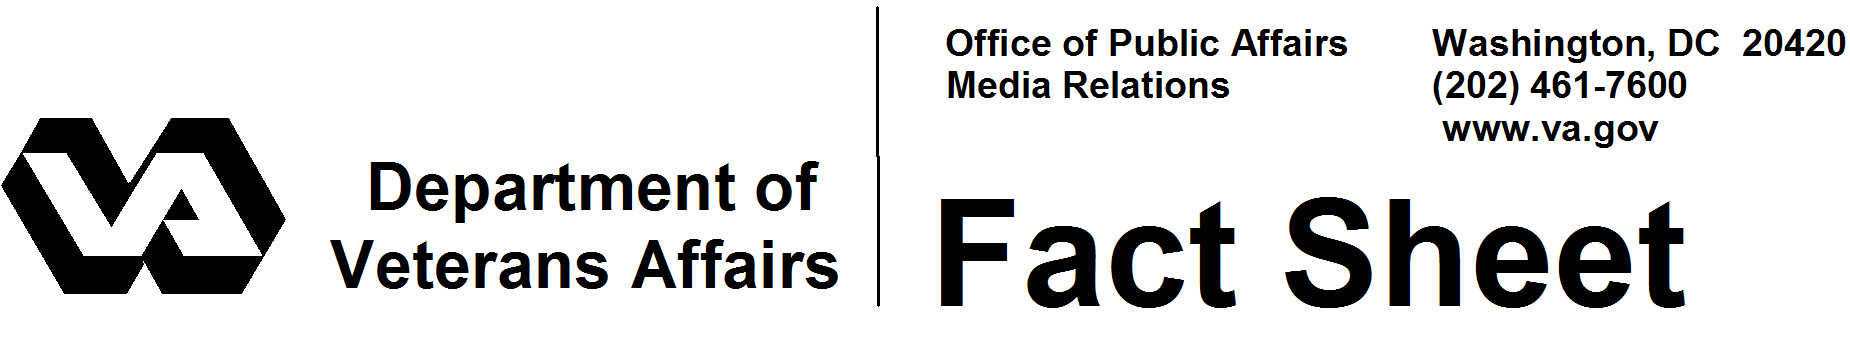 VA
Department of
Veterans Affairs
Office of Public Affairs
Media Relations
Washington, DC  20420
(202) 461-7600
www.va.gov
Fact Sheet